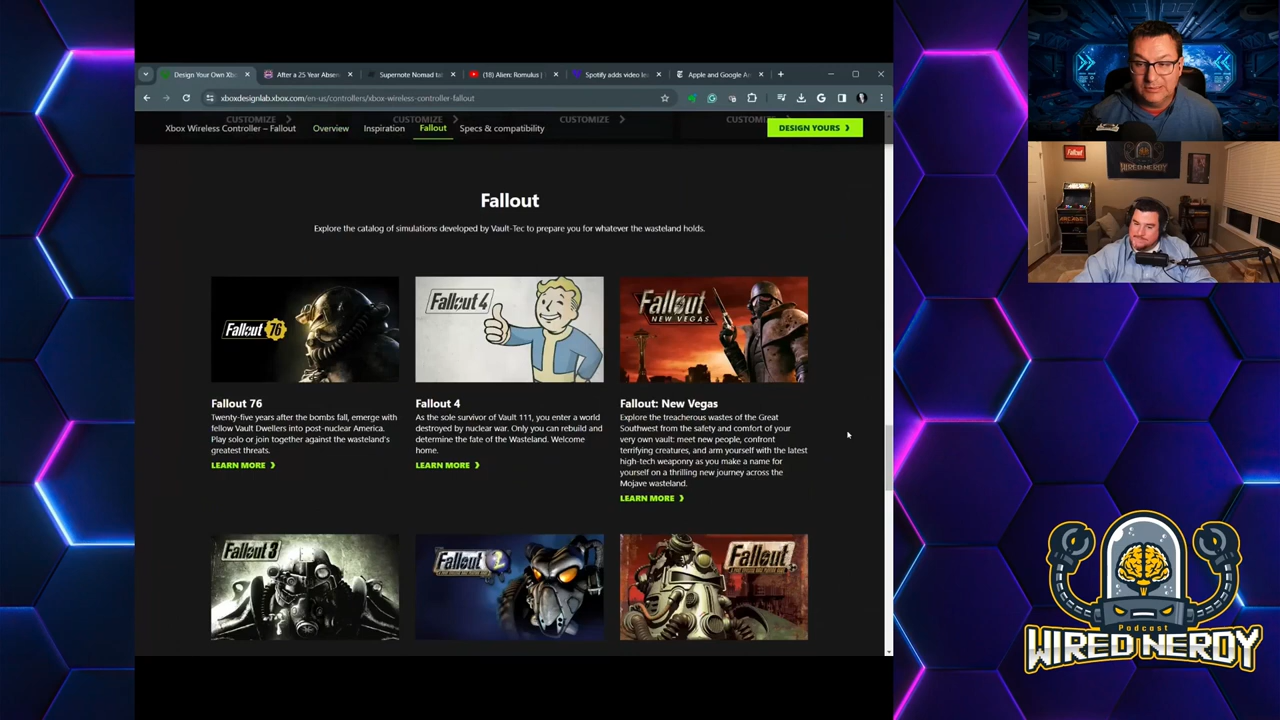 Design Your Own Xb
After a 25 Year Absen
Supernote Nomad ta
(18) Alien: Romulus |
Spotify adds video le
Apple and Google A
xboxdesignlab.xbox.com/en-us/controllers/xbox-wireless-controller-fallout
CUSTOMIZE
CUSTOMIZE
CUSTOMIZE
CUSTOM
Xbox Wireless Controller – Fallout
Overview
Inspiration
Fallout
Specs & compatibility
DESIGN YOURS
Fallout
Explore the catalog of simulations developed by Vault-Tec to prepare you for whatever the wasteland holds.
Fallout 76
Fallout 4
Fallout
NEW VEGAS
Fallout 76
Twenty-five years after the bombs fall, emerge with
fellow Vault Dwellers into post-nuclear America.
Play solo or join together against the wasteland's
greatest threats.
LEARN MORE
Fallout 4
As the sole survivor of Vault 111, you enter a world
destroyed by nuclear war. Only you can rebuild and
determine the fate of the Wasteland. Welcome
home.
LEARN MORE
Fallout: New Vegas
Explore the treacherous wastes of the Great
Southwest from the safety and comfort of your
very own vault: meet new people, confront
terrifying creatures, and arm yourself with the latest
high-tech weaponry as you make a name for
yourself on a thrilling new journey across the
Mojave wasteland.
LEARN MORE
Fallout 3
Fallout 2
Fallout
Fallout
WIRED NERDY
Podcast
WIRED NERDY